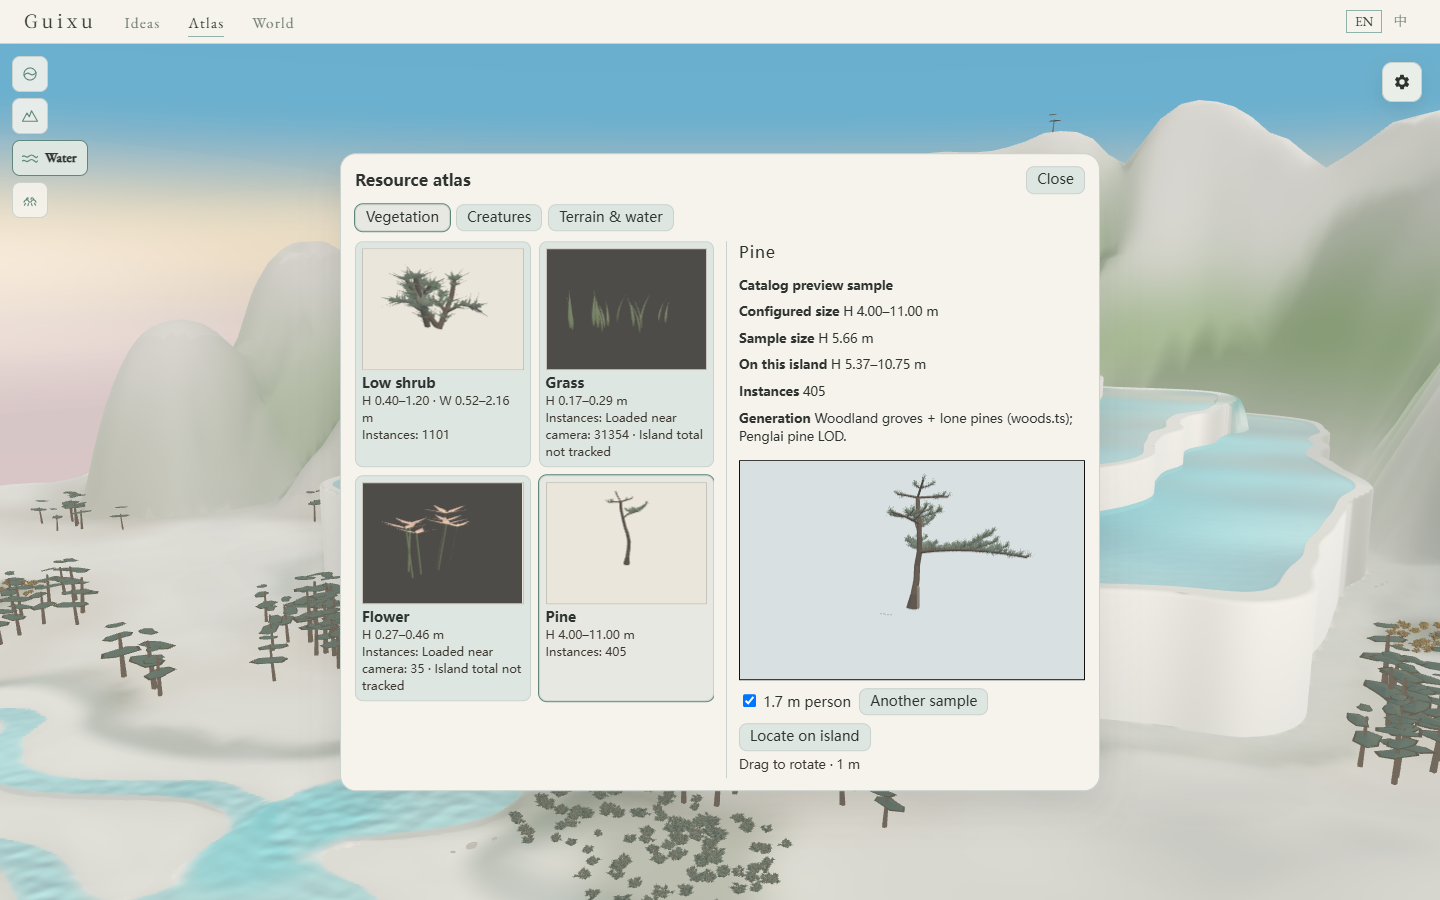 Guixu
Ideas
Atlas
World
EN
中
Water
Resource atlas
Close
Vegetation
Creatures
Terrain & water
Low shrub
H 0.40–1.20 · W 0.52–2.16
m
Instances: 1101
Grass
H 0.17–0.29 m
Instances: Loaded near
camera: 31354 · Island total
not tracked
Flower
H 0.27–0.46 m
Instances: Loaded near
camera: 35 · Island total not
tracked
Pine
H 4.00–11.00 m
Instances: 405
Pine
Catalog preview sample
Configured size H 4.00–11.00 m
Sample size H 5.66 m
On this island H 5.37–10.75 m
Instances 405
Generation Woodland groves + lone pines (woods.ts);
Penglai pine LOD.
1.7 m person
Another sample
Locate on island
Drag to rotate · 1 m